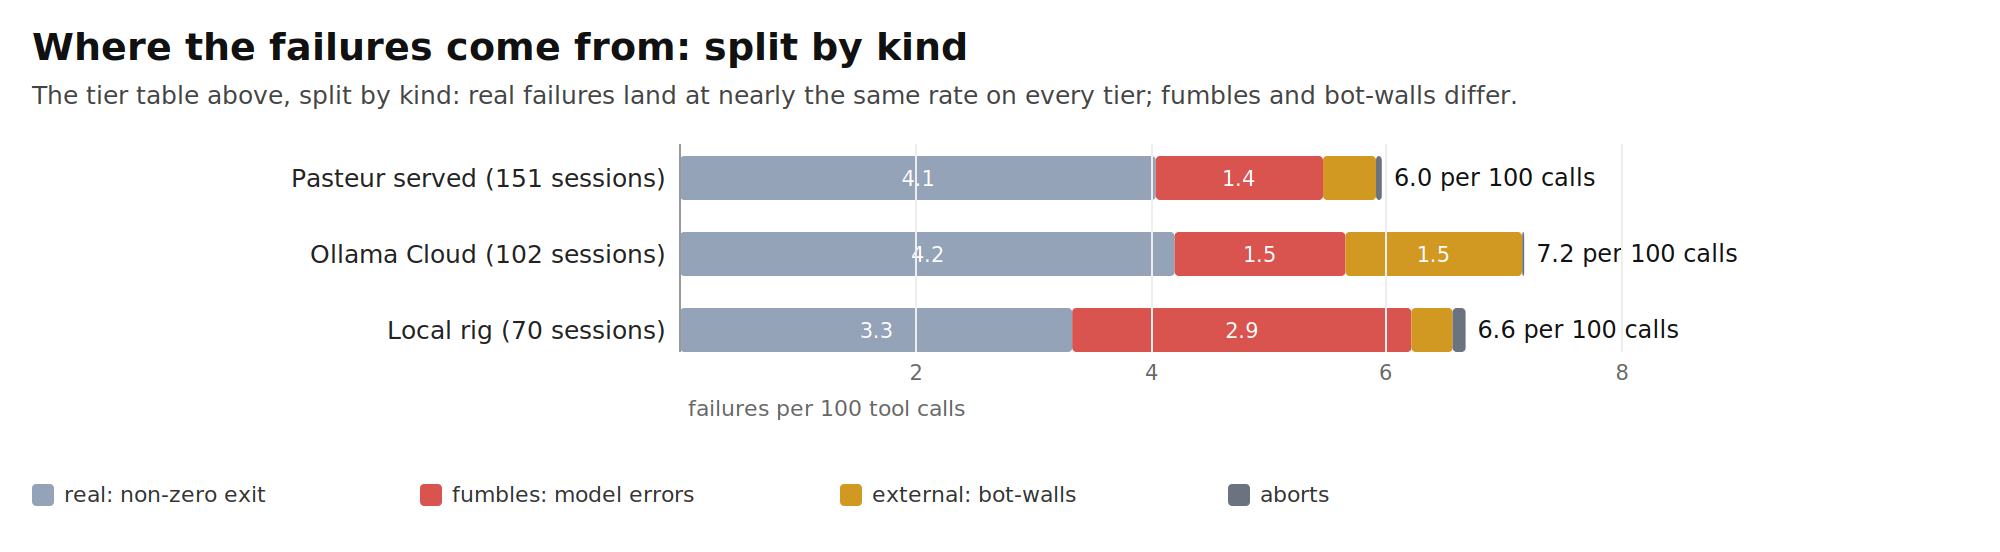 Where the failures come from: split by kind
The tier table above, split by kind: real failures land at nearly the same rate on every tier; fumbles and bot-walls differ.
Pasteur served (151 sessions) 4.1 1.4 6.0 per 100 calls
Ollama Cloud (102 sessions) 4.2 1.5 1.5 7.2 per 100 calls
Local rig (70 sessions) 3.3 2.9 6.6 per 100 calls
2 4 6 8
failures per 100 tool calls
real: non-zero exit fumbles: model errors external: bot-walls aborts